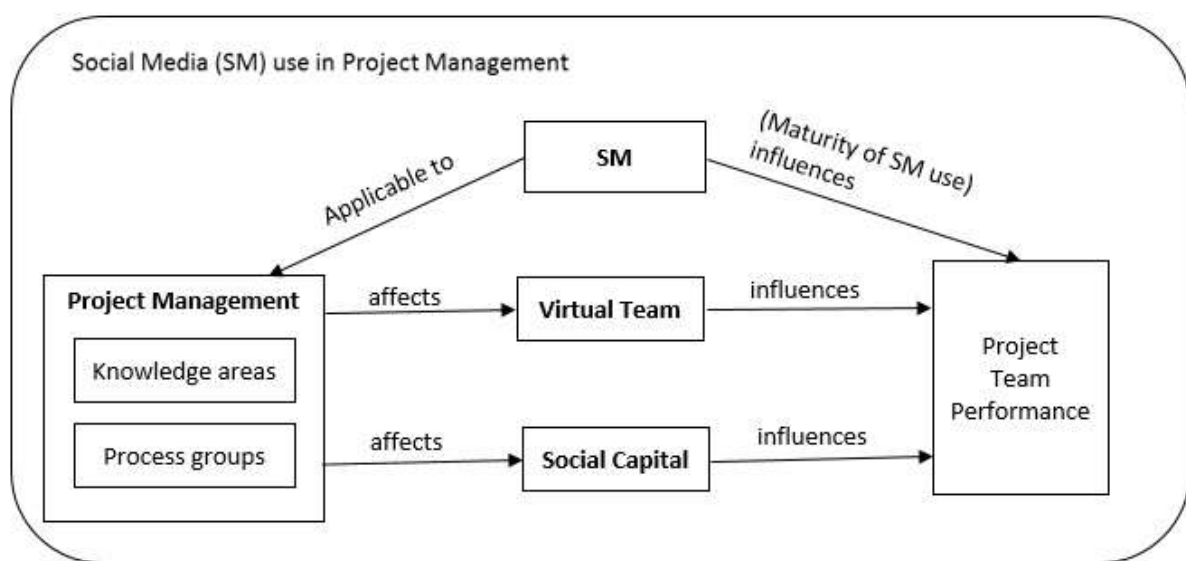 Social Media (SM) use in Project Management
SM
Applicable to
(Maturity of SM use)
influences
Project Management
Knowledge areas
Process groups
affects
Virtual Team
influences
affects
Social Capital
influences
Project
Team
Performance